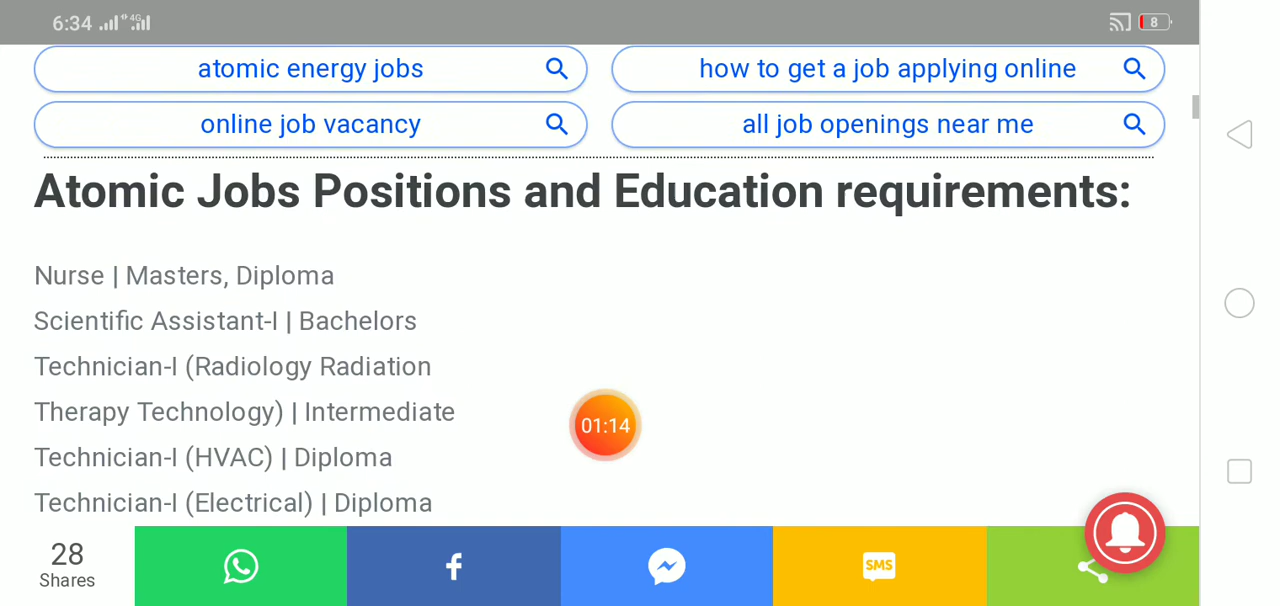 6:34 4G 8
atomic energy jobs
how to get a job applying online
online job vacancy
all job openings near me
Atomic Jobs Positions and Education requirements:
Nurse | Masters, Diploma
Scientific Assistant-I | Bachelors
Technician-I (Radiology Radiation
Therapy Technology) | Intermediate
01:14
Technician-I (HVAC) | Diploma
Technician-I (Electrical) | Diploma
28
Shares
SMS